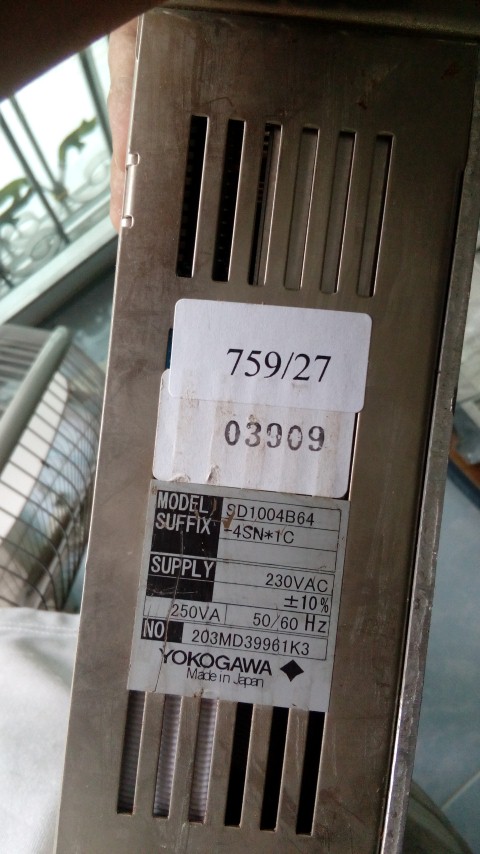 759/27
03909
MODEL SD1004B64
SUFFIX -4SN*1C
SUPPLY
230VAC
±10%
250VA 50/60 Hz
NO 203MD39961K3
YOKOGAWA
Made in Japan